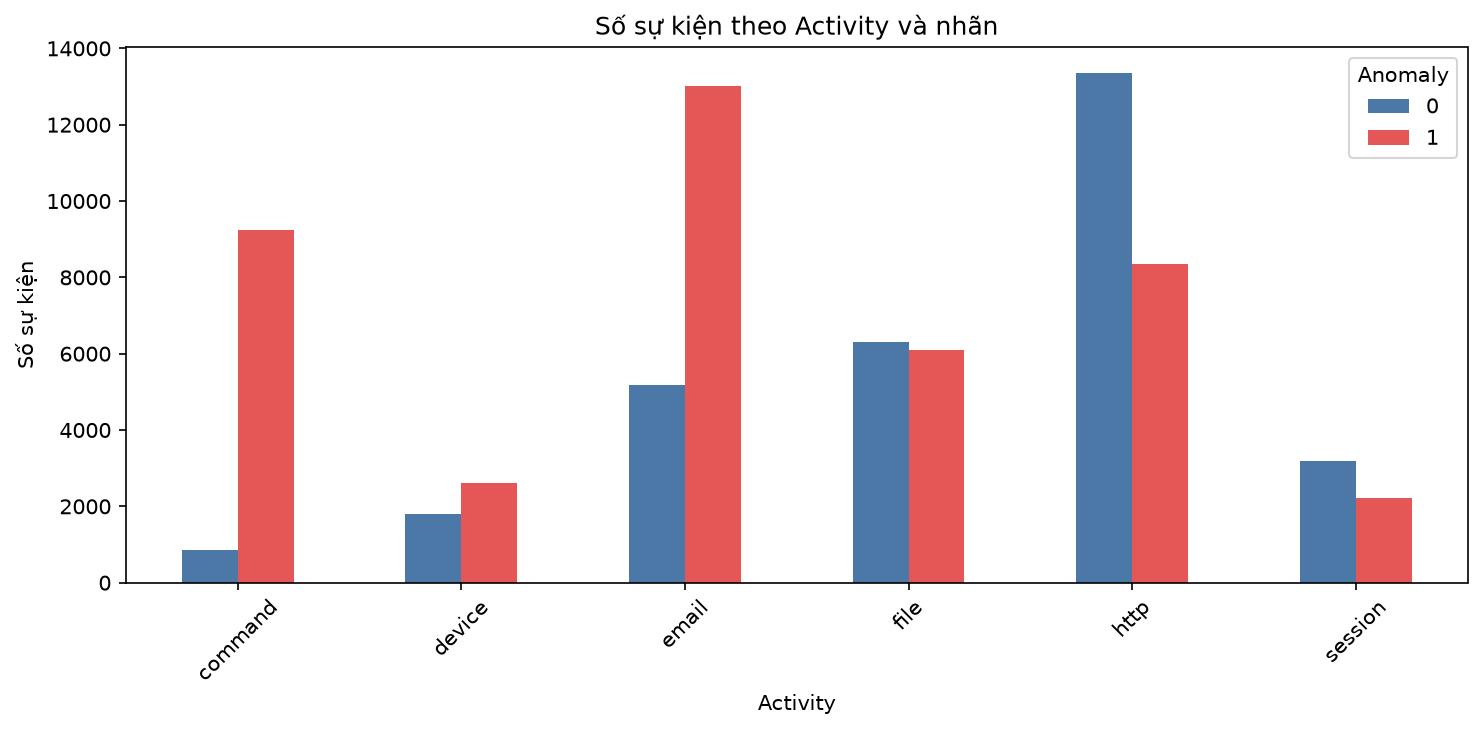 Số sự kiện theo Activity và nhãn
Anomaly
0
1
Số sự kiện
14000
12000
10000
8000
6000
4000
2000
0
command
device
email
file
http
session
Activity